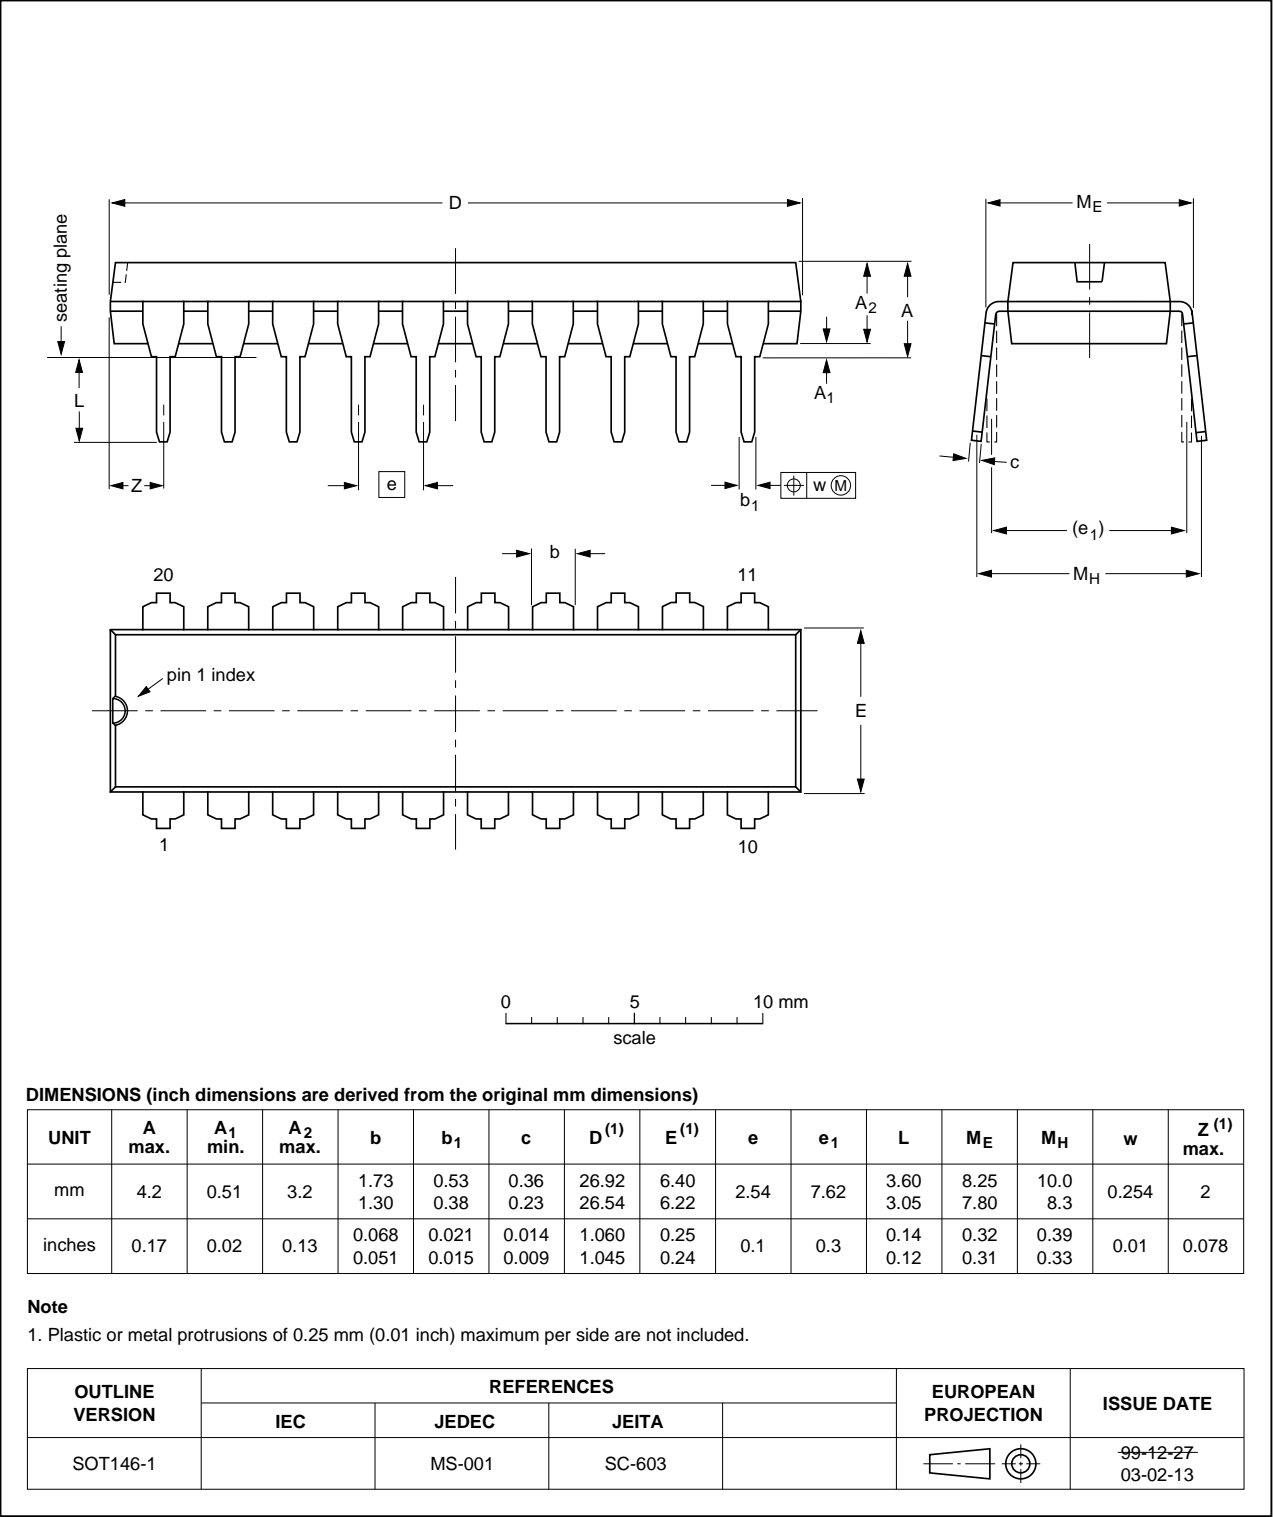 D
M_E
seating plane
A_2
A
A_1
L
Z
e
b_1
w M
c
(e_1)
M_H
b
20
11
pin 1 index
E
1
10
0 5 10 mm
scale
DIMENSIONS (inch dimensions are derived from the original mm dimensions)
UNIT A max. A_1 min. A_2 max. b b_1 c D(1) E(1) e e_1 L M_E M_H w Z(1) max.
mm 4.2 0.51 3.2 1.73 1.30 0.53 0.38 0.36 0.23 26.92 26.54 6.40 6.22 2.54 7.62 3.60 3.05 8.25 7.80 10.0 8.3 0.254 2
inches 0.17 0.02 0.13 0.068 0.051 0.021 0.015 0.014 0.009 1.060 1.045 0.25 0.24 0.1 0.3 0.14 0.12 0.32 0.31 0.39 0.33 0.01 0.078
Note
1. Plastic or metal protrusions of 0.25 mm (0.01 inch) maximum per side are not included.
OUTLINE VERSION REFERENCES EUROPEAN PROJECTION ISSUE DATE
IEC JEDEC JEITA
SOT146-1 MS-001 SC-603 99-12-27
03-02-13